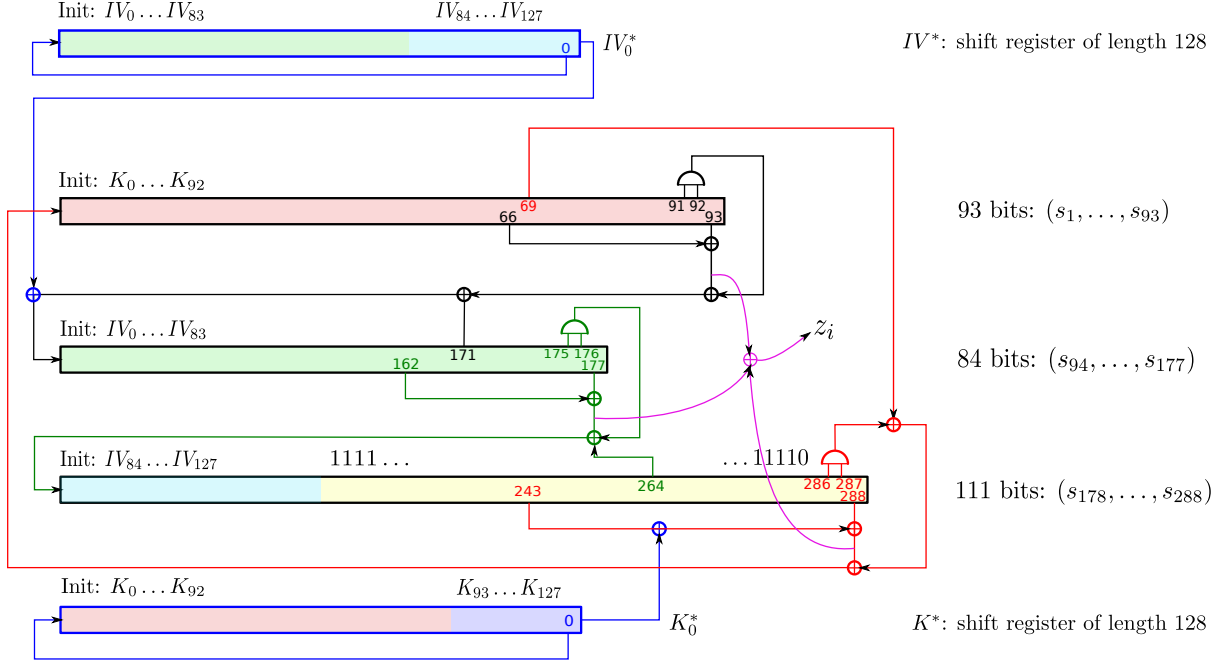 Init: IV₀ … IV₈₃ IV₈₄ … IV₁₂₇
0 IV₀* IV*: shift register of length 128
Init: K₀ … K₉₂
91 92
69
66 93
93 bits: (s₁, …, s₉₃)
Init: IV₀ … IV₈₃
171 175 176
162 177
zᵢ
84 bits: (s₉₄, …, s₁₇₇)
Init: IV₈₄ … IV₁₂₇ 1111 … … 11110
243 264 286 287
288
111 bits: (s₁₇₈, …, s₂₈₈)
Init: K₀ … K₉₂ K₉₃ … K₁₂₇
0 K₀* K*: shift register of length 128